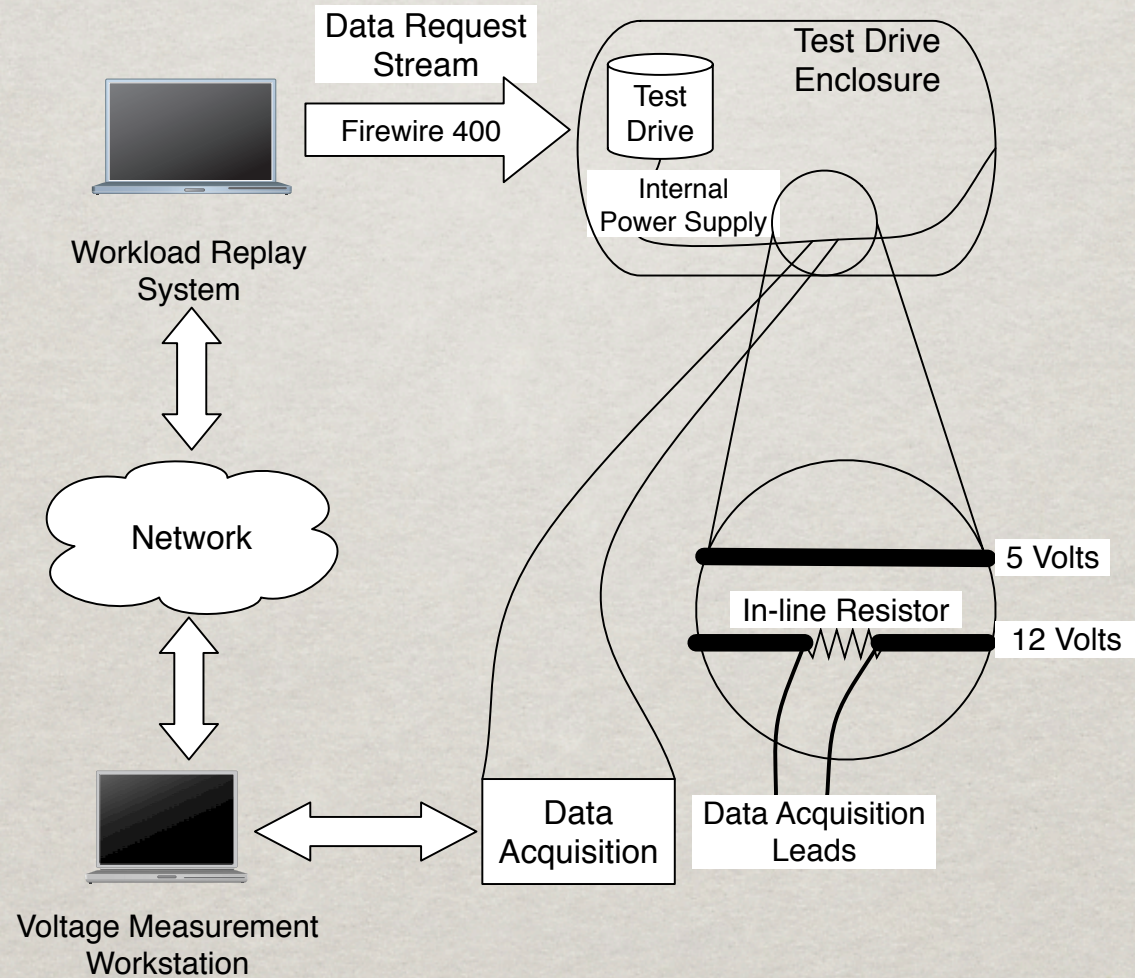 Data Request
Stream
Firewire 400
Test Drive
Enclosure
Test
Drive
Internal
Power Supply
Workload Replay
System
Network
5 Volts
In-line Resistor
12 Volts
Data
Acquisition
Data Acquisition
Leads
Voltage Measurement
Workstation